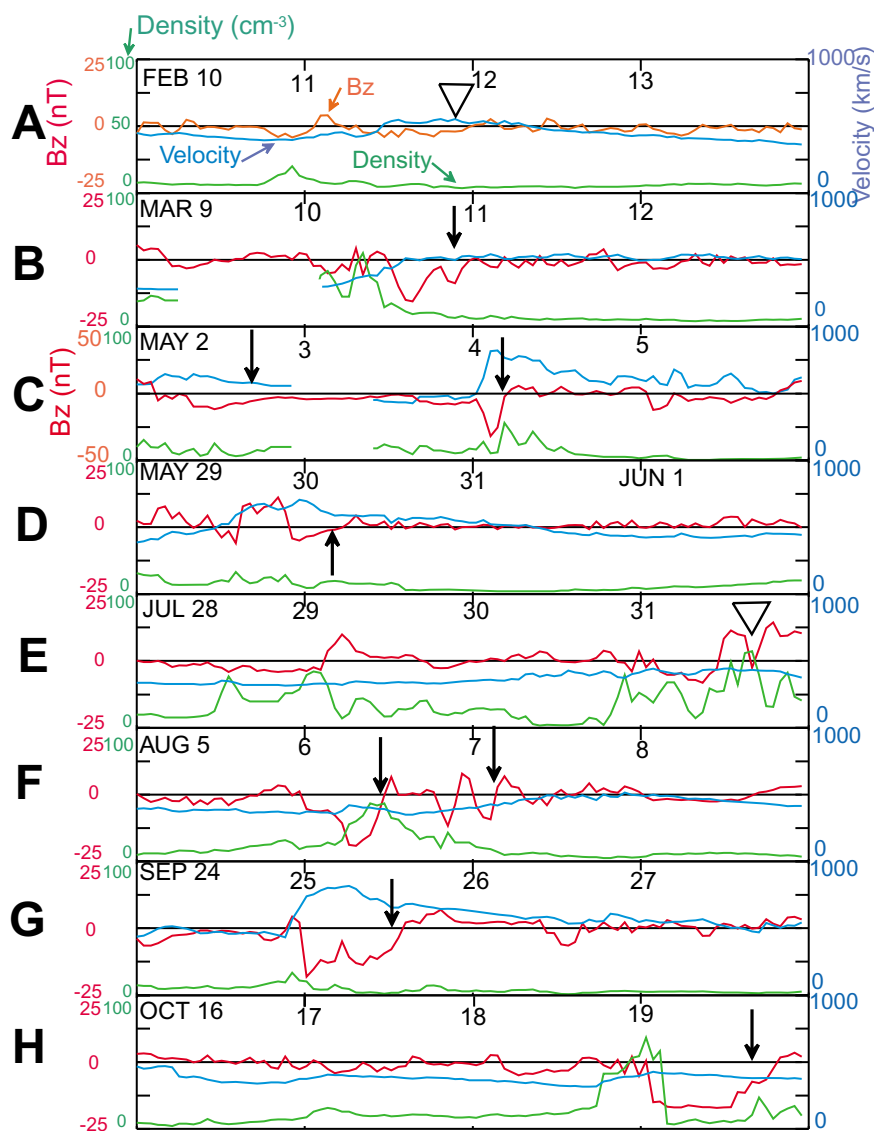 Density (cm-3)
25 100 1000
FEB 10 11 12 13
Bz
A
0 50
Bz (nT)
Velocity (km/s)
Velocity Density
-25 0 0
25 100 1000
MAR 9 10 11 12
B
0
-25 0 0
50 100 1000
MAY 2 3 4 5
C
0
Bz (nT)
-50 0 0
25 100 1000
MAY 29 30 31 JUN 1
D
0
-25 0 0
25 100 1000
JUL 28 29 30 31
E
0
-25 0 0
25 100 1000
AUG 5 6 7 8
F
0
-25 0 0
25 100 1000
SEP 24 25 26 27
G
0
-25 0 0
25 100 1000
OCT 16 17 18 19
H
0
-25 0 0